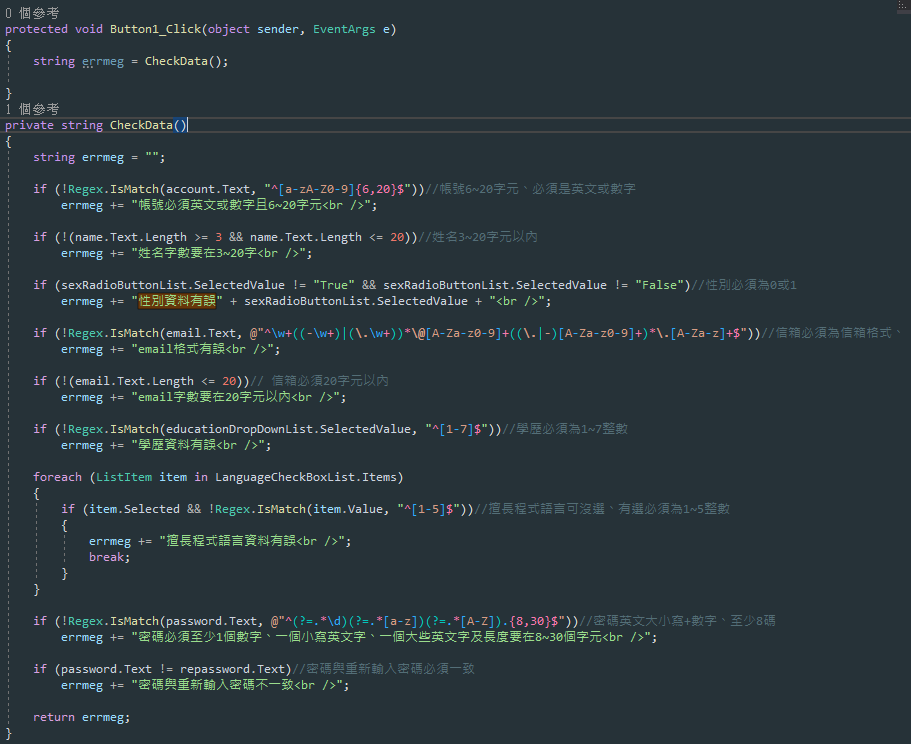 0 個參考
protected void Button1_Click(object sender, EventArgs e)
{
string errmeg = CheckData();
}
1 個參考
private string CheckData()
{
string errmeg = "";
if (!Regex.IsMatch(account.Text, "^[a-zA-Z0-9]{6,20}$"))//帳號6~20字元、必須是英文或數字
errmeg += "帳號必須英文或數字且6~20字元<br />";
if (!(name.Text.Length >= 3 && name.Text.Length <= 20))//姓名3~20字元以內
errmeg += "姓名字數要在3~20字<br />";
if (sexRadioButtonList.SelectedValue != "True" && sexRadioButtonList.SelectedValue != "False")//性別必須為0或1
errmeg += "性別資料有誤" + sexRadioButtonList.SelectedValue + "<br />";
if (!Regex.IsMatch(email.Text, @"^\w+((-\w+)|(\.\w+))*\@[A-Za-z0-9]+((\.|-)[A-Za-z0-9]+)*\.[A-Za-z]+$"))//信箱必須為信箱格式、
errmeg += "email格式有誤<br />";
if (!(email.Text.Length <= 20))// 信箱必須20字元以內
errmeg += "email字數要在20字元以內<br />";
if (!Regex.IsMatch(educationDropDownList.SelectedValue, "^[1-7]$"))//學歷必須為1~7整數
errmeg += "學歷資料有誤<br />";
foreach (ListItem item in LanguageCheckBoxList.Items)
{
if (item.Selected && !Regex.IsMatch(item.Value, "^[1-5]$"))//擅長程式語言可沒選、有選必須為1~5整數
{
errmeg += "擅長程式語言資料有誤<br />";
break;
}
}
if (!Regex.IsMatch(password.Text, @"^(?=.*\d)(?=.*[a-z])(?=.*[A-Z]).{8,30}$"))//密碼英文大小寫+數字、至少8碼
errmeg += "密碼必須至少1個數字、一個小寫英文字、一個大些英文字及長度要在8~30個字元<br />";
if (password.Text != repassword.Text)//密碼與重新輸入密碼必須一致
errmeg += "密碼與重新輸入密碼不一致<br />";
return errmeg;
}